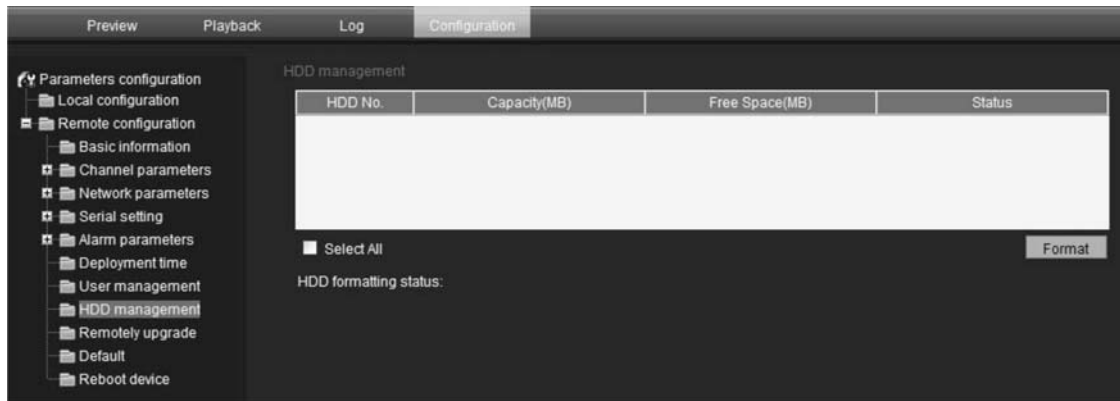 Preview Playback Log Configuration
Parameters configuration
Local configuration
Remote configuration
Basic information
Channel parameters
Network parameters
Serial setting
Alarm parameters
Deployment time
User management
HDD management
Remotely upgrade
Default
Reboot device
HDD management
HDD No. Capacity(MB) Free Space(MB) Status
Select All
Format
HDD formatting status: